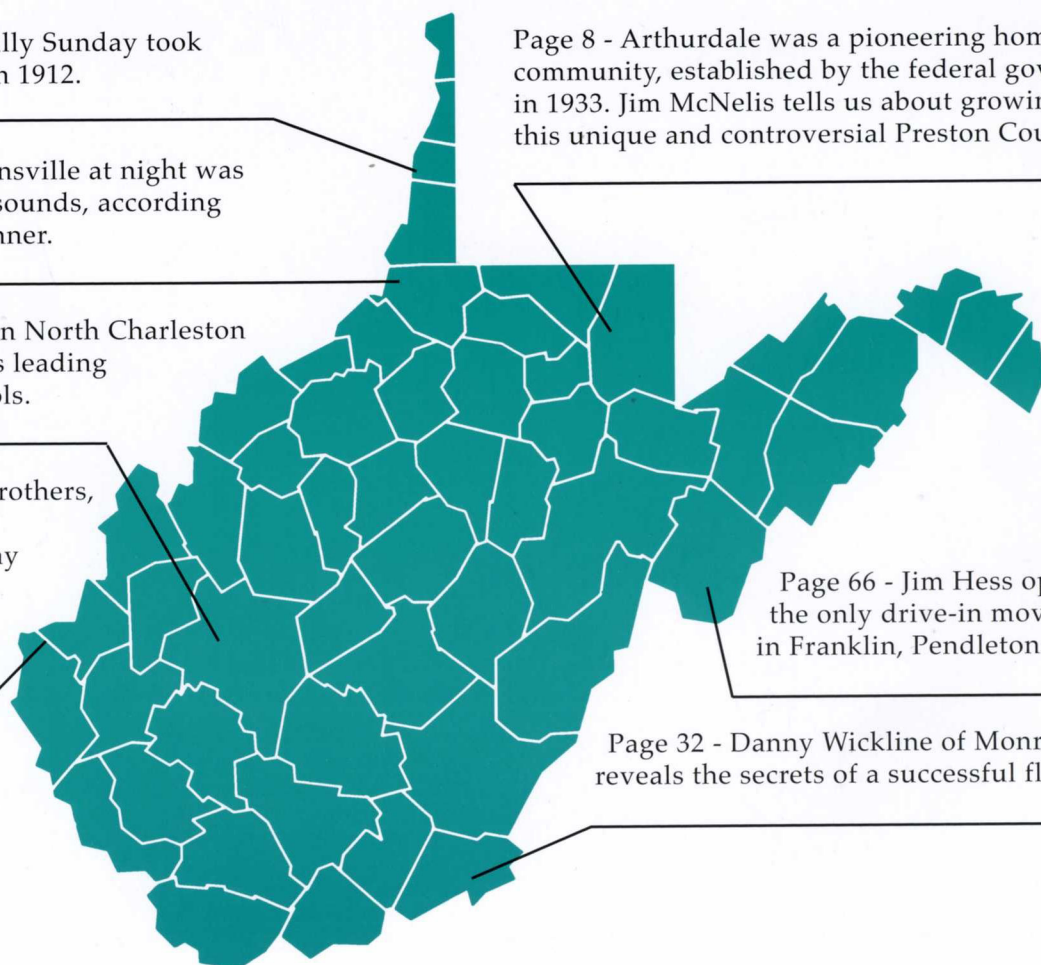 lly Sunday took
n 1912.
nsville at night was
sounds, according
nner.
n North Charleston
s leading
ols.
rothers,
ay
Page 8 - Arthurdale was a pioneering hom
community, established by the federal gov
in 1933. Jim McNelis tells us about growin
this unique and controversial Preston Cou
Page 66 - Jim Hess op
the only drive-in mov
in Franklin, Pendleton
Page 32 - Danny Wickline of Monr
reveals the secrets of a successful fl